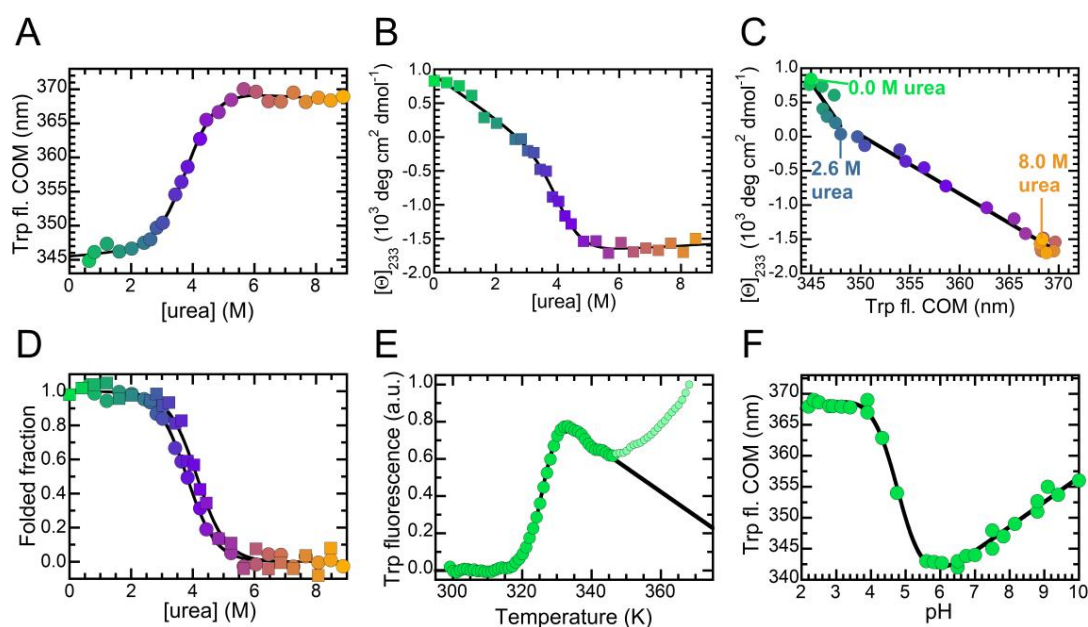 A
Trp fl. COM (nm)
370
365
360
355
350
345
0 2 4 6 8
[urea] (M)
B
[Θ]233 (10³ deg cm² dmol⁻¹)
1.0
0.5
0.0
-0.5
-1.0
-1.5
-2.0
0 2 4 6 8
[urea] (M)
C
[Θ]233 (10³ deg cm² dmol⁻¹)
1.0
0.5
0.0
-0.5
-1.0
-1.5
-2.0
0.0 M urea
2.6 M
urea
8.0 M
urea
345 350 355 360 365 370
Trp fl. COM (nm)
D
Folded fraction
1.0
0.8
0.6
0.4
0.2
0.0
0 2 4 6 8
[urea] (M)
E
Trp fluorescence (a.u.)
1.0
0.8
0.6
0.4
0.2
0.0
300 320 340 360
Temperature (K)
F
Trp fl. COM (nm)
370
360
350
340
2 3 4 5 6 7 8 9 10
pH